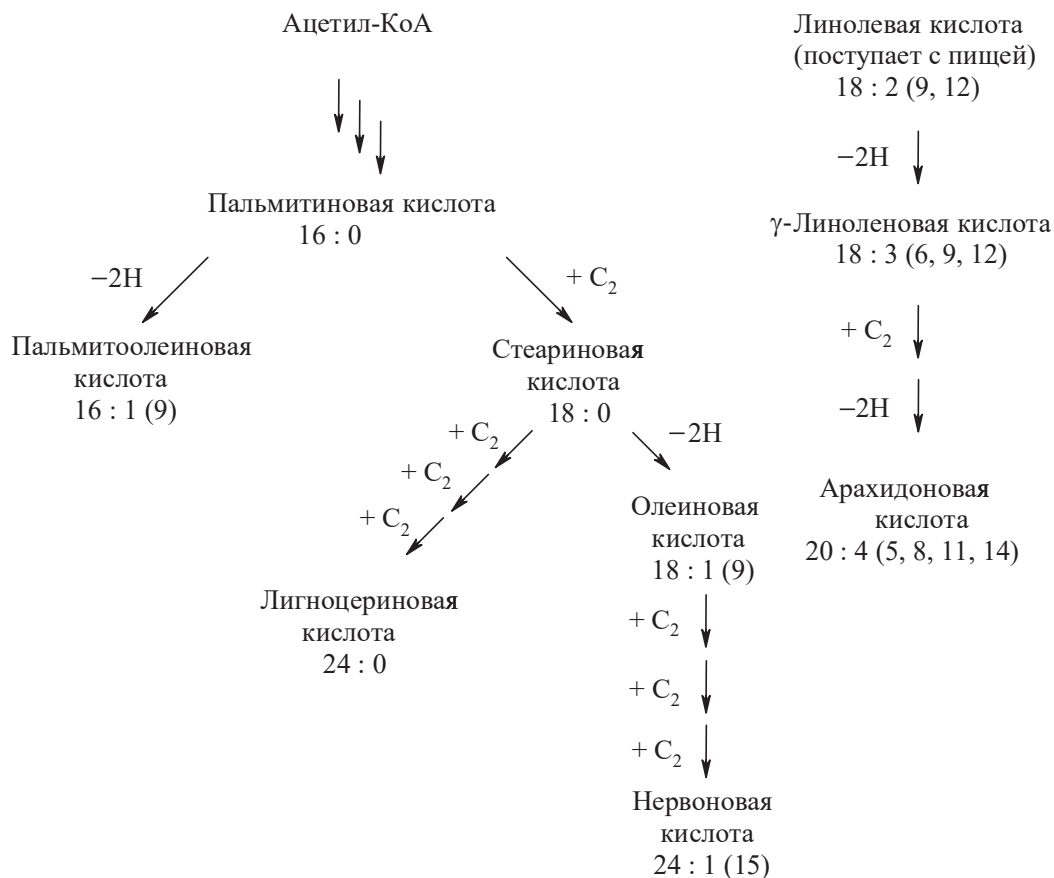 Ацетил-КоА
Пальмитиновая кислота
16 : 0
−2H
+ C₂
Пальмитоолеиновая
кислота
16 : 1 (9)
Стеариновая
кислота
18 : 0
+ C₂
+ C₂
+ C₂
−2H
Лигноцериновая
кислота
24 : 0
Олеиновая
кислота
18 : 1 (9)
+ C₂
+ C₂
+ C₂
Нервоновая
кислота
24 : 1 (15)
Линолевая кислота
(поступает с пищей)
18 : 2 (9, 12)
−2H
γ-Линоленовая кислота
18 : 3 (6, 9, 12)
+ C₂
−2H
Арахидоновая
кислота
20 : 4 (5, 8, 11, 14)